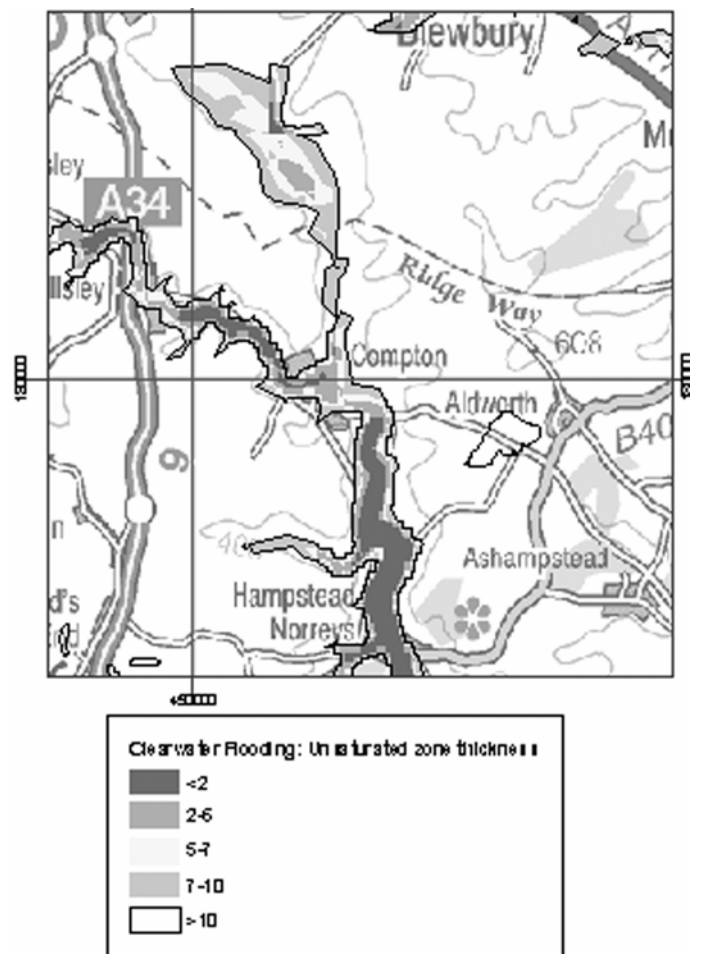 Blewbury
A34
Ridge Way
608
Compton
Aldworth
B40
9
Ashampstead
Hampstead
Norreys
450000
Clearwater Flooding: Unsaturated zone thickness
<2
2-5
5-7
7-10
>10